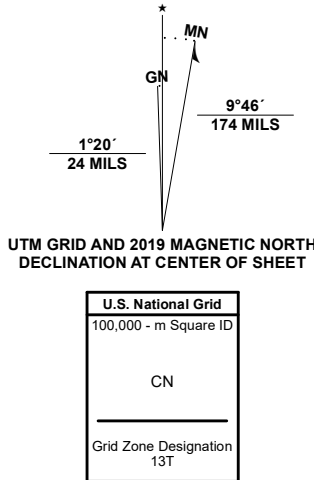 ★
MN
GN
1°20´
24 MILS
9°46´
174 MILS
UTM GRID AND 2019 MAGNETIC NORTH
DECLINATION AT CENTER OF SHEET
U.S. National Grid
100,000 - m Square ID
CN
Grid Zone Designation
13T